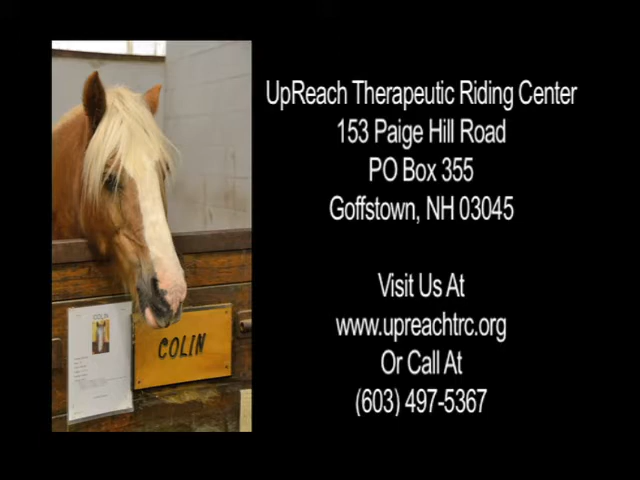 UpReach Therapeutic Riding Center
153 Paige Hill Road
PO Box 355
Goffstown, NH 03045
Visit Us At
www.upreachtrc.org
Or Call At
(603) 497-5367
COLIN
COLIN